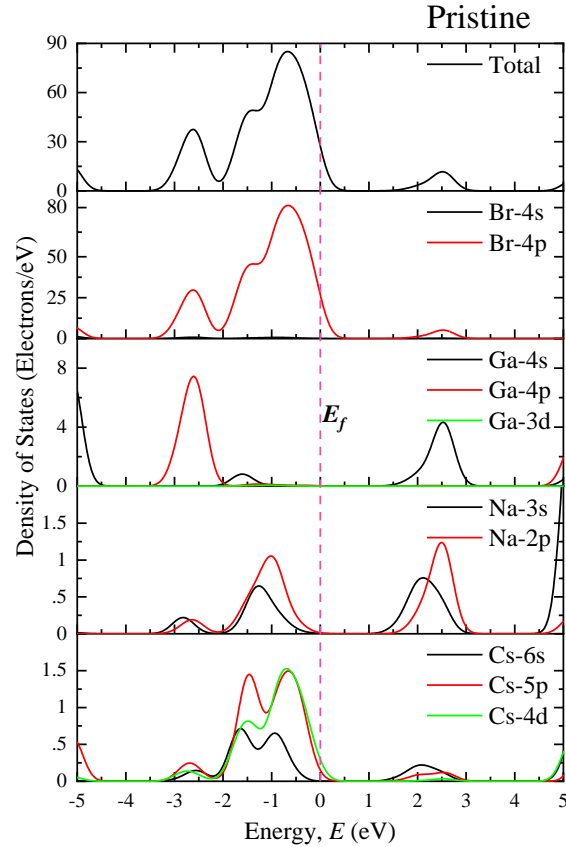 Pristine
90
60
30
0
Total
80
50
25
0
Br-4s
Br-4p
8
4
0
Ga-4s
Ga-4p
Ga-3d
E_f
1.5
1
0.5
0
Na-3s
Na-2p
1.5
1
0.5
0
Cs-6s
Cs-5p
Cs-4d
-5 -4 -3 -2 -1 0 1 2 3 4 5
Energy, E (eV)
Density of States (Electrons/eV)